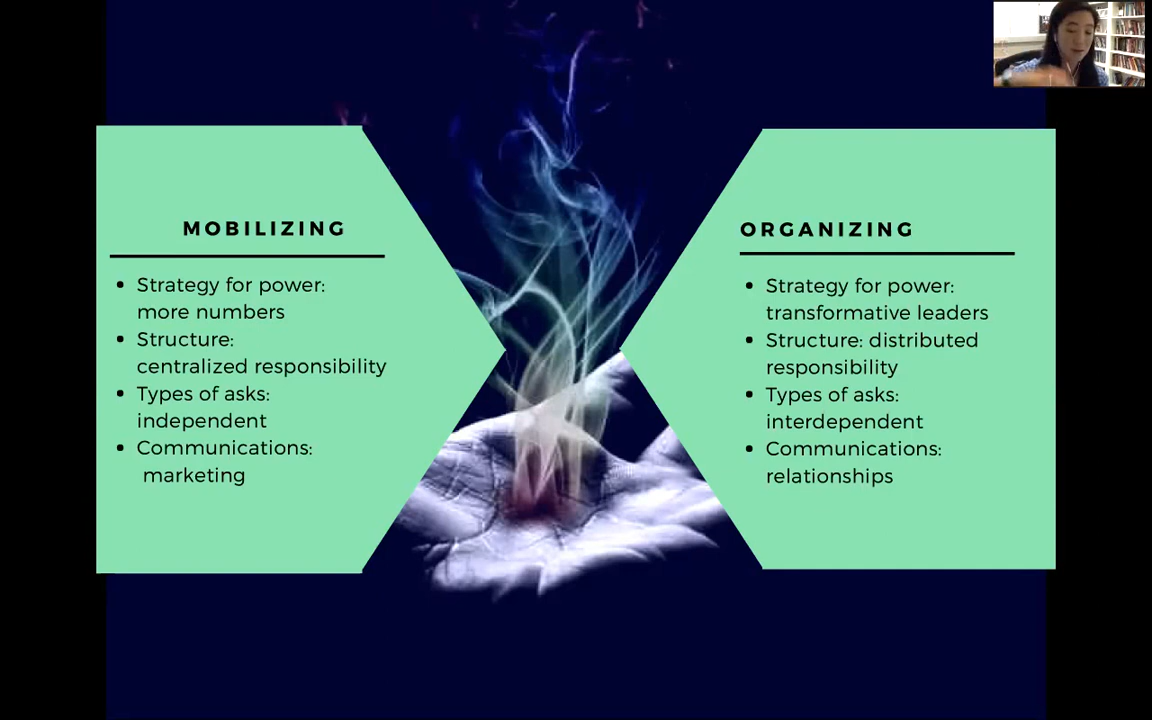 MOBILIZING
• Strategy for power:
more numbers
• Structure:
centralized responsibility
• Types of asks:
independent
• Communications:
marketing
ORGANIZING
• Strategy for power:
transformative leaders
• Structure: distributed
responsibility
• Types of asks:
interdependent
• Communications:
relationships